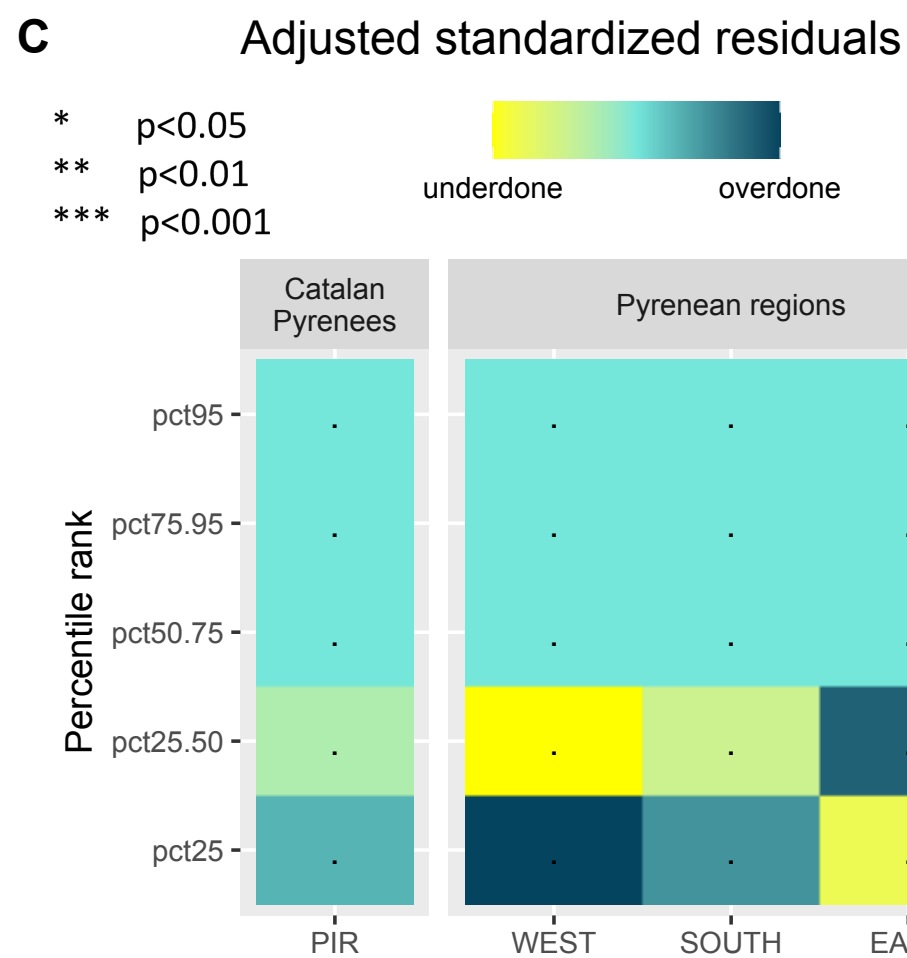 C Adjusted standardized residuals
* p<0.05
** p<0.01
*** p<0.001
underdone overdone
Catalan
Pyrenees
Pyrenean regions
Percentile rank
pct95
pct75.95
pct50.75
pct25.50
pct25
PIR WEST SOUTH EA